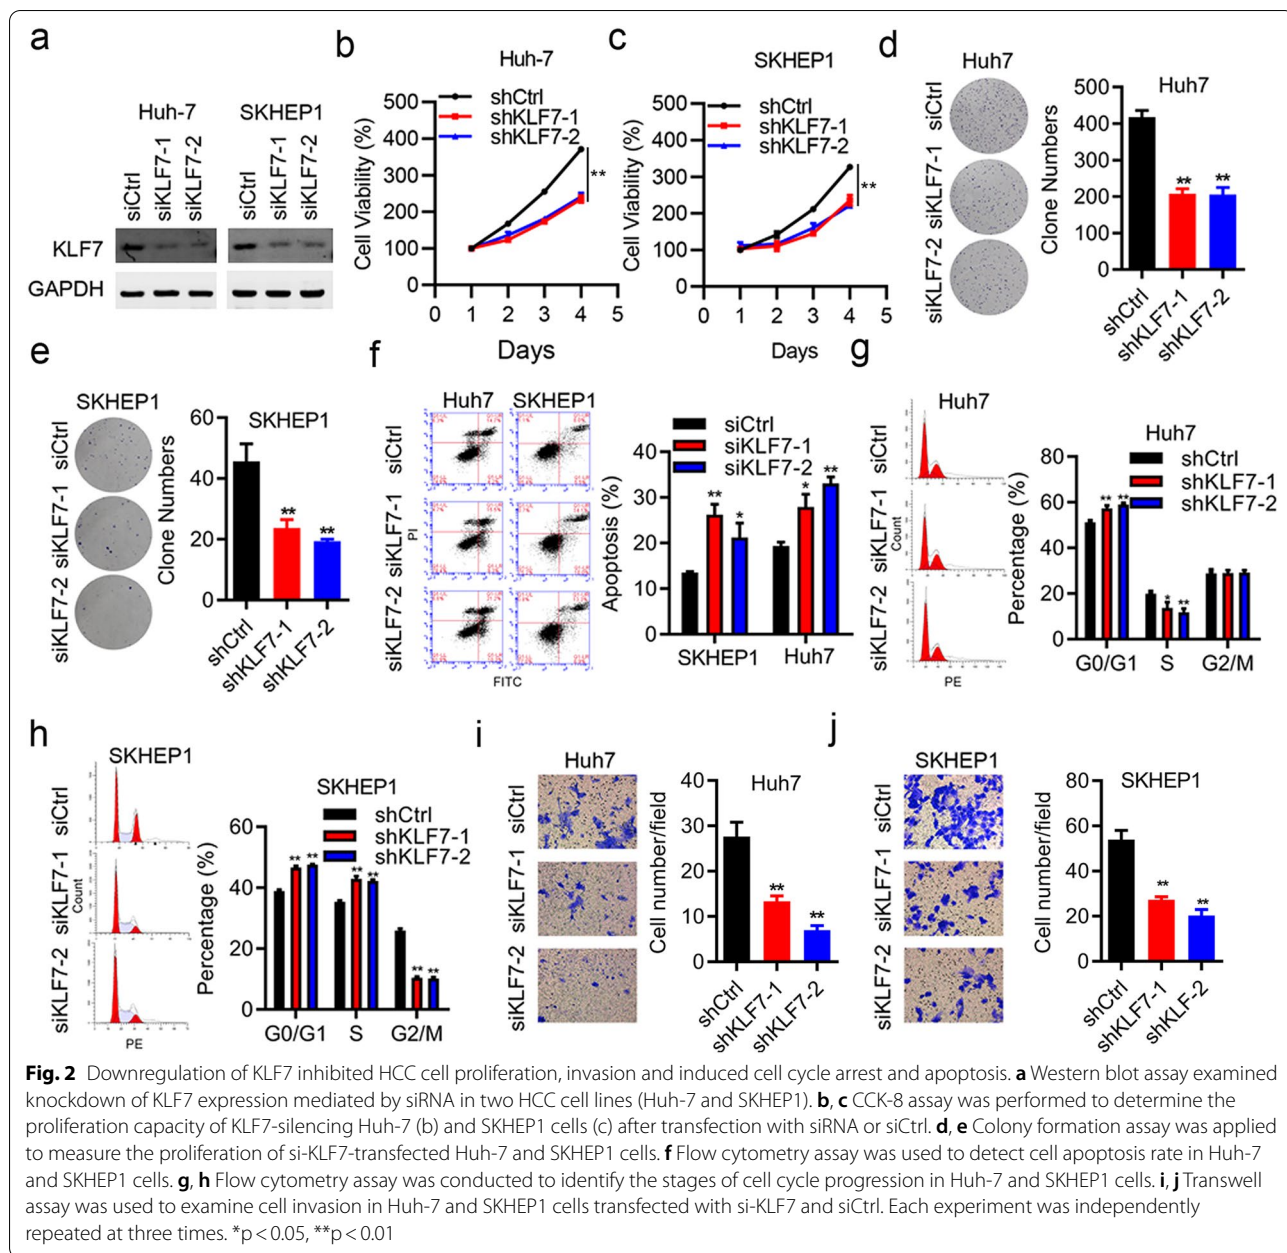 a
Huh-7
SKHEP1
siCtrl
siKLF7-1
siKLF7-2
siCtrl
siKLF7-1
siKLF7-2
KLF7
GAPDH
b
Huh-7
shCtrl
shKLF7-1
shKLF7-2
Cell Viability (%)
500
400
300
200
100
0
**
0 1 2 3 4 5
Days
c
SKHEP1
shCtrl
shKLF7-1
shKLF7-2
Cell Viability (%)
500
400
300
200
100
0
**
0 1 2 3 4 5
Days
d
Huh7
siCtrl
siKLF7-1
siKLF7-2
Huh7
Clone Numbers
500
400
300
200
100
0
** **
shCtrl
shKLF7-1
shKLF7-2
e
SKHEP1
siCtrl
siKLF7-1
siKLF7-2
SKHEP1
Clone Numbers
60
40
20
0
** **
shCtrl
shKLF7-1
shKLF7-2
f
Huh7 SKHEP1
siCtrl
siKLF7-1
siKLF7-2
PI
FITC
siCtrl
siKLF7-1
siKLF7-2
Apoptosis (%)
40
30
20
10
0
** * * **
SKHEP1 Huh7
g
Huh7
siCtrl
siKLF7-1
siKLF7-2
Count
PE
Huh7
shCtrl
shKLF7-1
shKLF7-2
Percentage (%)
80
60
40
20
0
** ** * **
G0/G1 S G2/M
h
SKHEP1
siCtrl
siKLF7-1
siKLF7-2
Count
PE
SKHEP1
shCtrl
shKLF7-1
shKLF7-2
Percentage (%)
60
40
20
0
** ** ** ** ** **
G0/G1 S G2/M
i
Huh7
siCtrl
siKLF7-1
siKLF7-2
Huh7
Cell number/field
40
30
20
10
0
** **
shCtrl
shKLF7-1
shKLF7-2
j
SKHEP1
siCtrl
siKLF7-1
siKLF7-2
SKHEP1
Cell number/field
80
60
40
20
0
** **
shCtrl
shKLF7-1
shKLF-2
Fig. 2 Downregulation of KLF7 inhibited HCC cell proliferation, invasion and induced cell cycle arrest and apoptosis. a Western blot assay examined
knockdown of KLF7 expression mediated by siRNA in two HCC cell lines (Huh-7 and SKHEP1). b, c CCK-8 assay was performed to determine the
proliferation capacity of KLF7-silencing Huh-7 (b) and SKHEP1 cells (c) after transfection with siRNA or siCtrl. d, e Colony formation assay was applied
to measure the proliferation of si-KLF7-transfected Huh-7 and SKHEP1 cells. f Flow cytometry assay was used to detect cell apoptosis rate in Huh-7
and SKHEP1 cells. g, h Flow cytometry assay was conducted to identify the stages of cell cycle progression in Huh-7 and SKHEP1 cells. i, j Transwell
assay was used to examine cell invasion in Huh-7 and SKHEP1 cells transfected with si-KLF7 and siCtrl. Each experiment was independently
repeated at three times. *p < 0.05, **p < 0.01